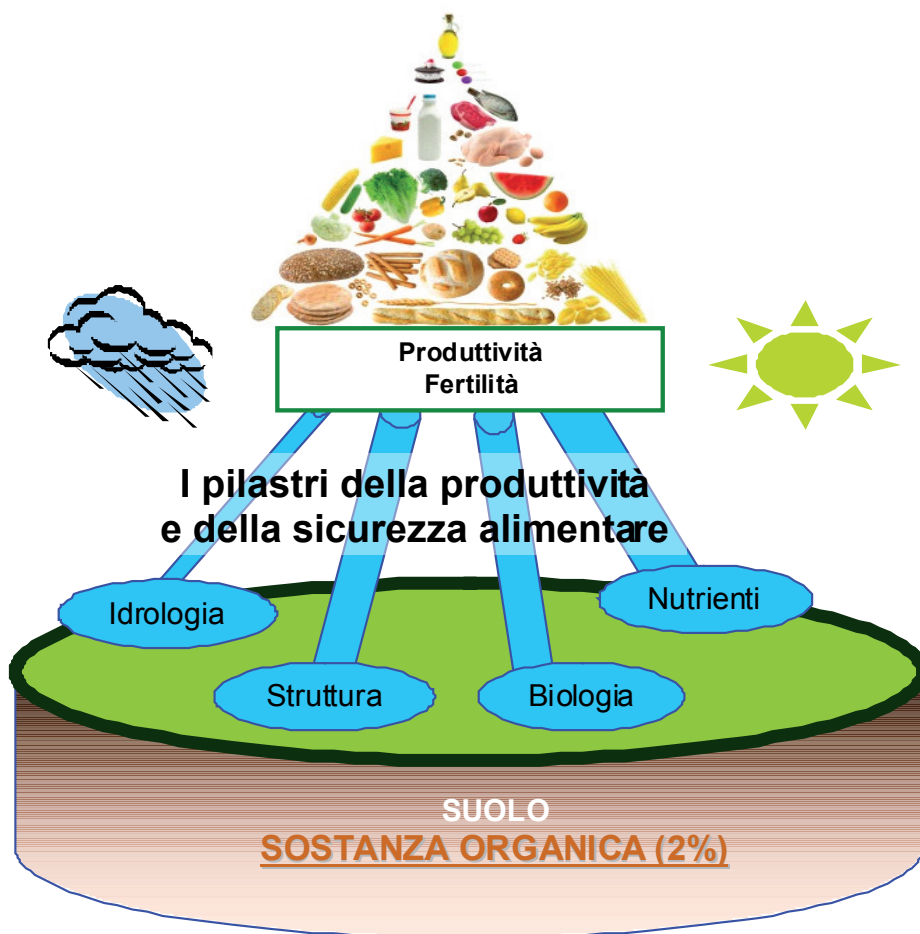 Produttività
Fertilità
I pilastri della produttività
e della sicurezza alimentare
Idrologia
Nutrienti
Struttura
Biologia
SUOLO
SOSTANZA ORGANICA (2%)